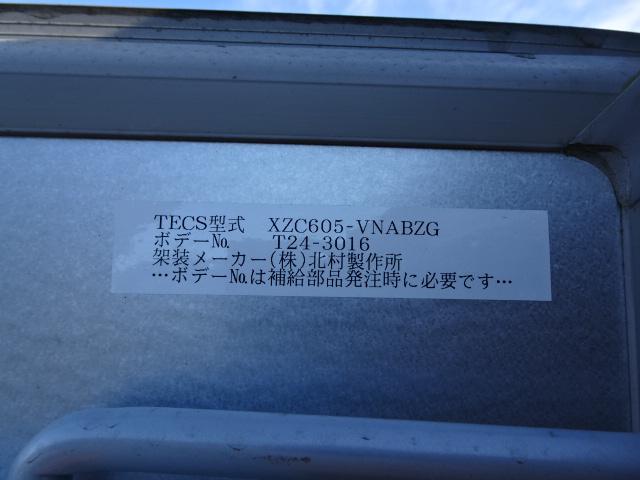 TECS型式 XZC605-VNABZG
ボデー№ T24-3016
架装メーカー(株)北村製作所
…ボデー№は補給部品発注時に必要です…